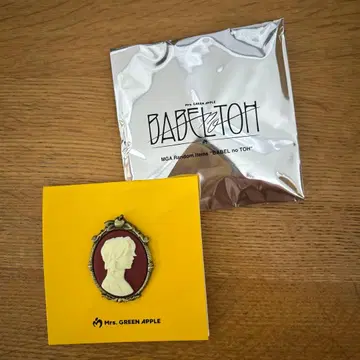 Mrs. GREEN APPLE
BABEL no TOH
MGA Random Items "BABEL no TOH"
Mrs. GREEN APPLE